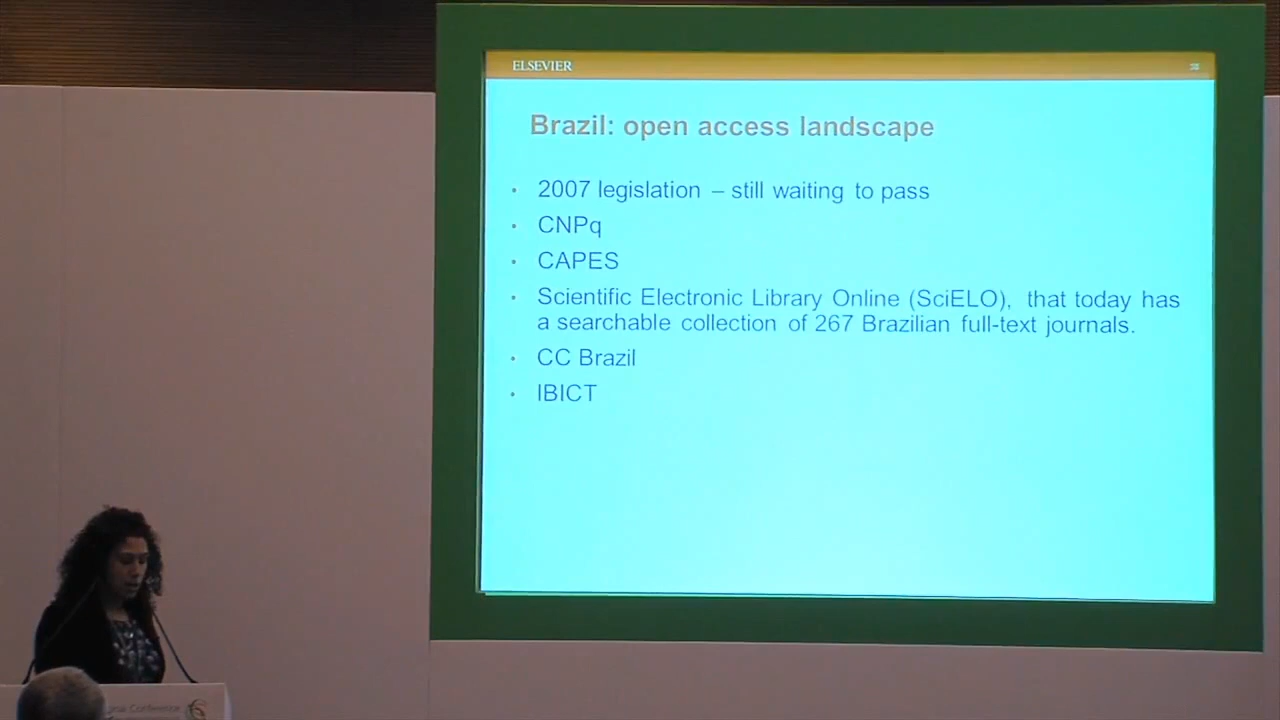 ELSEVIER
Brazil: open access landscape
• 2007 legislation – still waiting to pass
• CNPq
• CAPES
• Scientific Electronic Library Online (SciELO), that today has
a searchable collection of 267 Brazilian full-text journals.
• CC Brazil
• IBICT
Conference